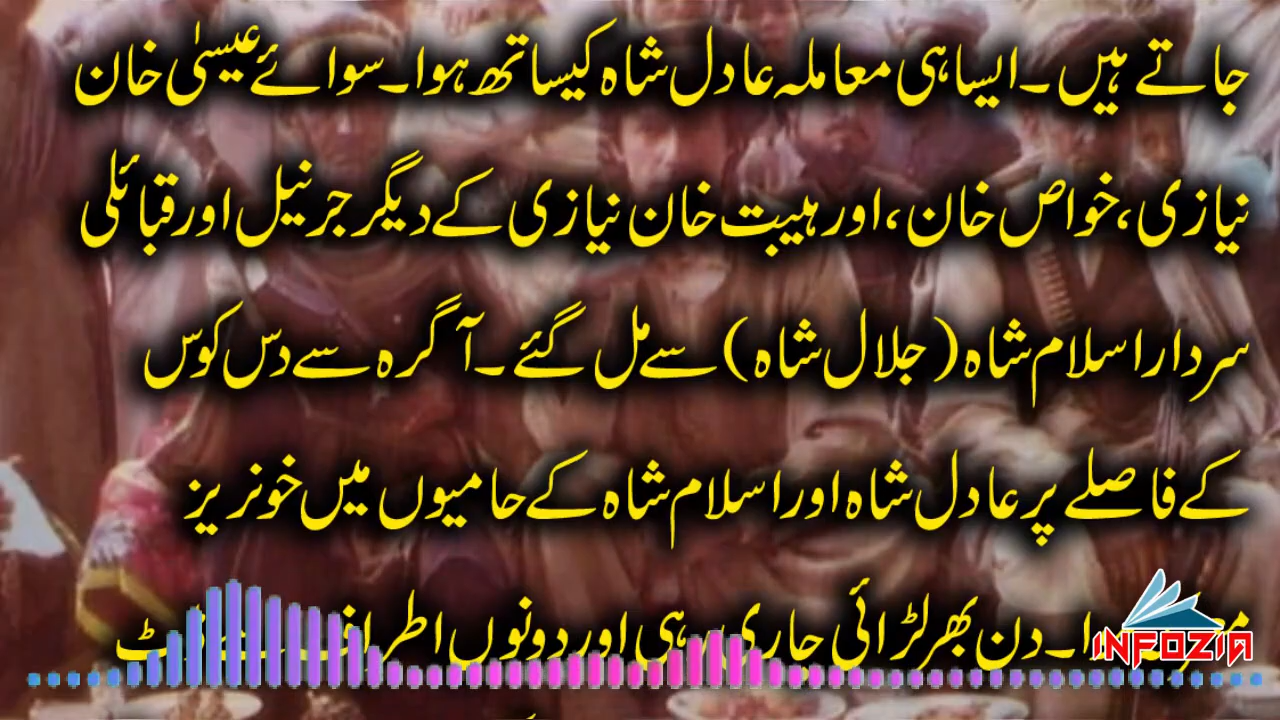 جاتے ہیں۔ ایسا ہی معاملہ عادل شاہ کیساتھ ہوا۔ سوائے عیسیٰ خان
نیازی، خواص خان، اور ہیبت خان نیازی کے دیگر جرنیل اور قبائلی
سردار اسلام شاہ (جلال شاہ) سے مل گئے۔ آگرہ سے دس کوس
کے فاصلے پر عادل شاہ اور اسلام شاہ کے حامیوں میں خونریز
دن بھر لڑائی جاری رہی اور دونوں اطراف
INFOZIA